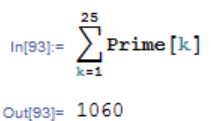 25
In[93]:= ∑ Prime[k]
k=1
Out[93]= 1060